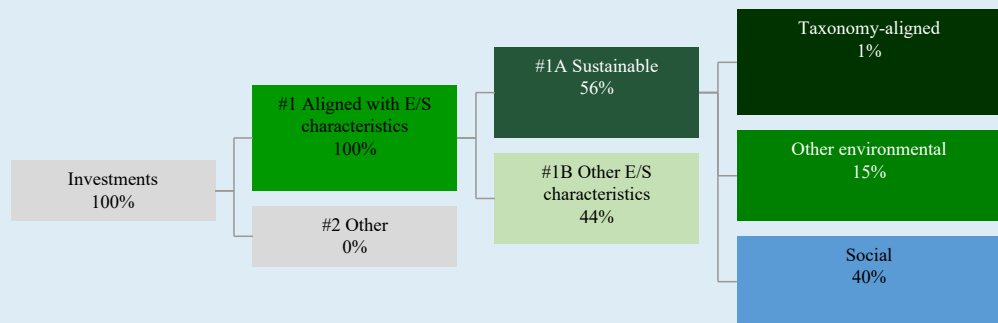 Investments
100%
#1 Aligned with E/S
characteristics
100%
#2 Other
0%
#1A Sustainable
56%
#1B Other E/S
characteristics
44%
Taxonomy-aligned
1%
Other environmental
15%
Social
40%